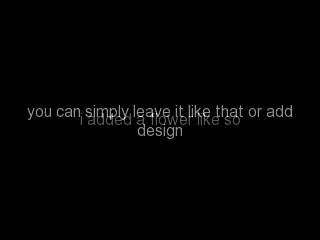 you can simply leave it like that or add
i added a flower like so
design